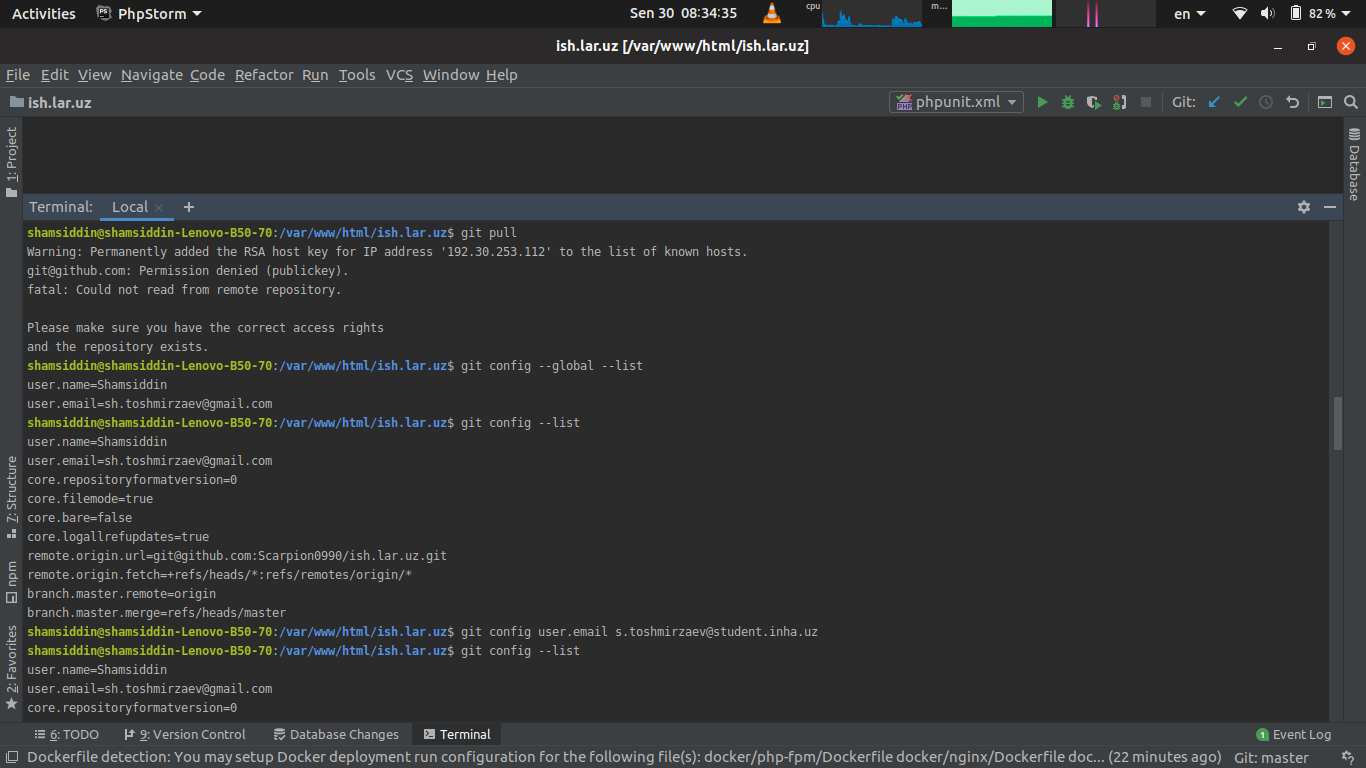 Activities PhpStorm Sen 30 08:34:35 cpu m... en 82 %
ish.lar.uz [/var/www/html/ish.lar.uz]
File Edit View Navigate Code Refactor Run Tools VCS Window Help
ish.lar.uz phpunit.xml Git:
1: Project
Database
Terminal: Local +
shamsiddin@shamsiddin-Lenovo-B50-70:/var/www/html/ish.lar.uz$ git pull
Warning: Permanently added the RSA host key for IP address '192.30.253.112' to the list of known hosts.
git@github.com: Permission denied (publickey).
fatal: Could not read from remote repository.
Please make sure you have the correct access rights
and the repository exists.
shamsiddin@shamsiddin-Lenovo-B50-70:/var/www/html/ish.lar.uz$ git config --global --list
user.name=Shamsiddin
user.email=sh.toshmirzaev@gmail.com
shamsiddin@shamsiddin-Lenovo-B50-70:/var/www/html/ish.lar.uz$ git config --list
user.name=Shamsiddin
user.email=sh.toshmirzaev@gmail.com
core.repositoryformatversion=0
core.filemode=true
core.bare=false
core.logallrefupdates=true
remote.origin.url=git@github.com:Scarpion0990/ish.lar.uz.git
remote.origin.fetch=+refs/heads/*:refs/remotes/origin/*
branch.master.remote=origin
branch.master.merge=refs/heads/master
shamsiddin@shamsiddin-Lenovo-B50-70:/var/www/html/ish.lar.uz$ git config user.email s.toshmirzaev@student.inha.uz
shamsiddin@shamsiddin-Lenovo-B50-70:/var/www/html/ish.lar.uz$ git config --list
user.name=Shamsiddin
user.email=sh.toshmirzaev@gmail.com
core.repositoryformatversion=0
7: Structure
npm
2: Favorites
6: TODO 9: Version Control Database Changes Terminal 1 Event Log
Dockerfile detection: You may setup Docker deployment run configuration for the following file(s): docker/php-fpm/Dockerfile docker/nginx/Dockerfile doc... (22 minutes ago) Git: master